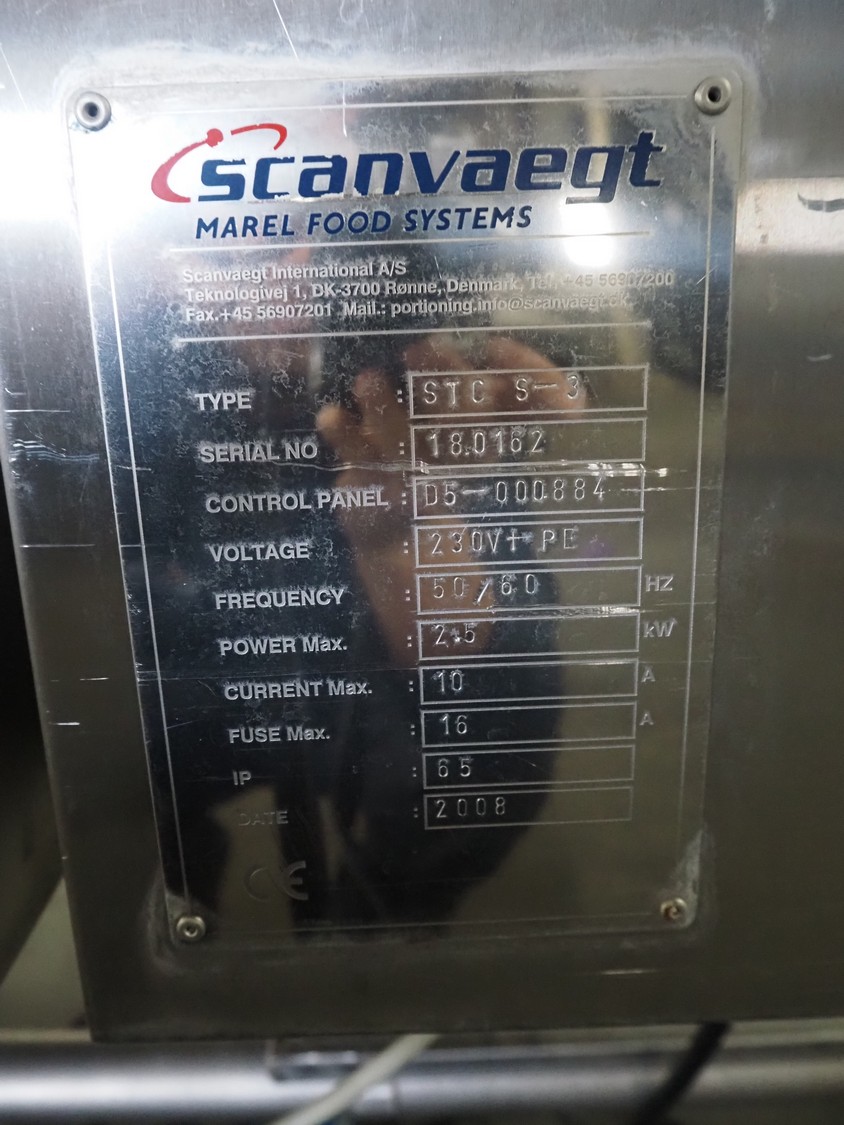 scanvaegt
MAREL FOOD SYSTEMS
Scanvaegt International A/S
Teknologivej 1, DK-3700 Rønne, Denmark, Tel. +45 56907200
Fax.+45 56907201 Mail.: portioning.info@scanvaegt.dk
TYPE : STC S-3
SERIAL NO : 180162
CONTROL PANEL : D5-000884
VOLTAGE : 230V+PE
FREQUENCY : 50/60 HZ
POWER Max. : 2.5 kW
CURRENT Max. : 10 A
FUSE Max. : 16 A
IP : 65
DATE : 2008
CE